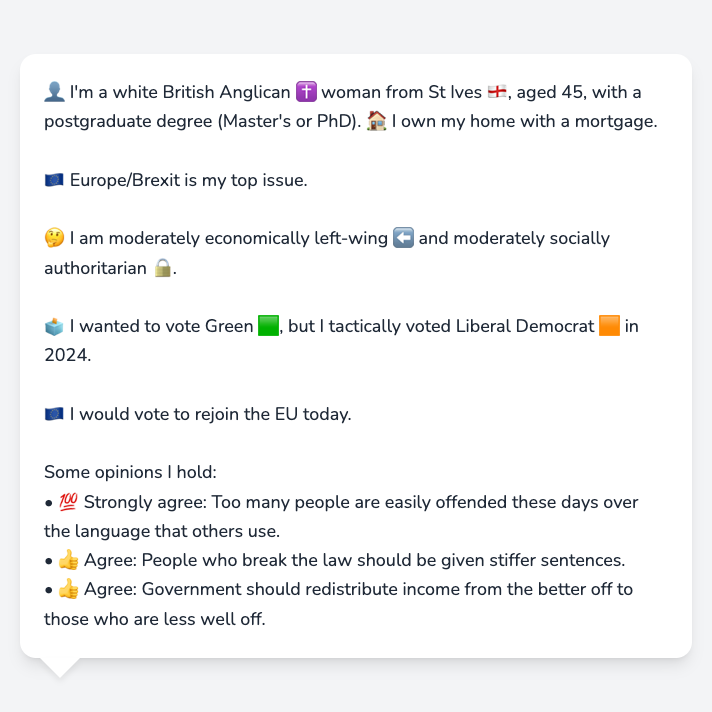 👤 I'm a white British Anglican ✝️ woman from St Ives 🏴󠁧󠁢󠁥󠁮󠁧󠁿, aged 45, with a
postgraduate degree (Master's or PhD). 🏠 I own my home with a mortgage.
🇪🇺 Europe/Brexit is my top issue.
🤔 I am moderately economically left-wing ⬅️ and moderately socially
authoritarian 🔒.
🗳️ I wanted to vote Green 🟩, but I tactically voted Liberal Democrat 🟧 in
2024.
🇪🇺 I would vote to rejoin the EU today.
Some opinions I hold:
• 💯 Strongly agree: Too many people are easily offended these days over
the language that others use.
• 👍 Agree: People who break the law should be given stiffer sentences.
• 👍 Agree: Government should redistribute income from the better off to
those who are less well off.